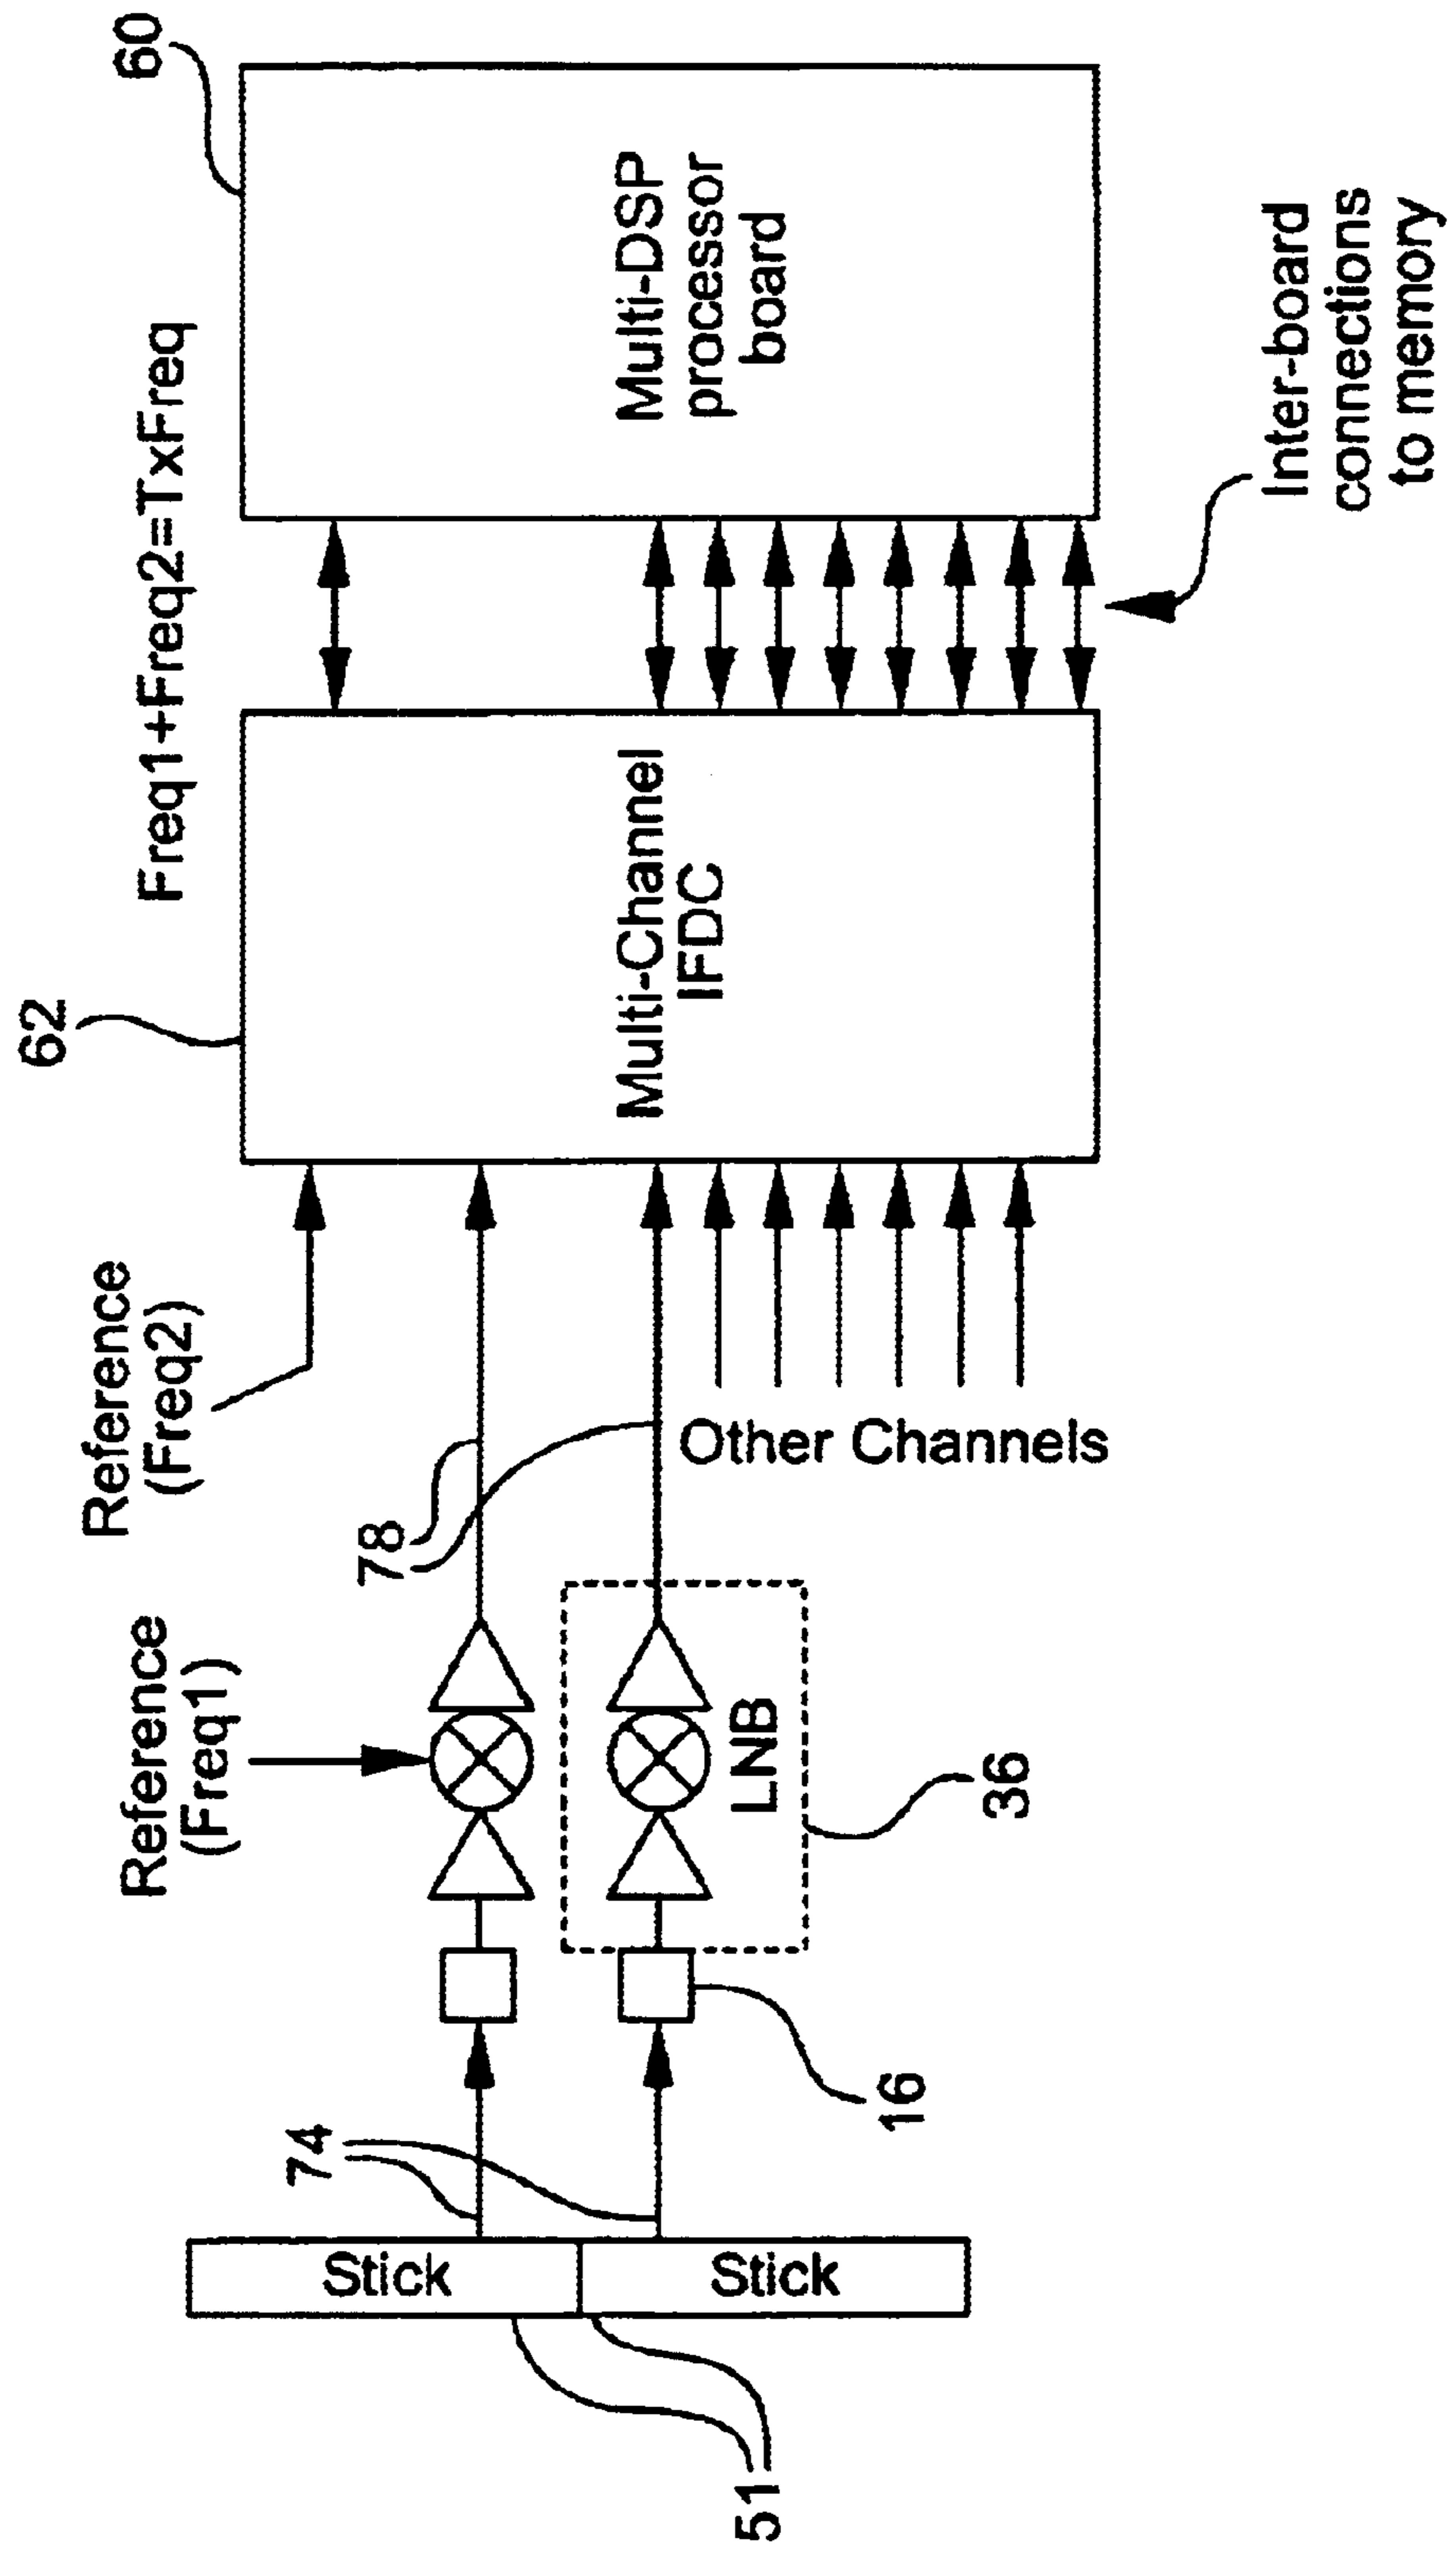 60
Freq1+Freq2=TxFreq
62
Multi-DSP
processor
board
Multi-Channel
IFDC
Inter-board
connections
to memory
Reference
(Freq2)
Reference
(Freq1)
78
Other Channels
LNB
36
16
74
Stick
Stick
51